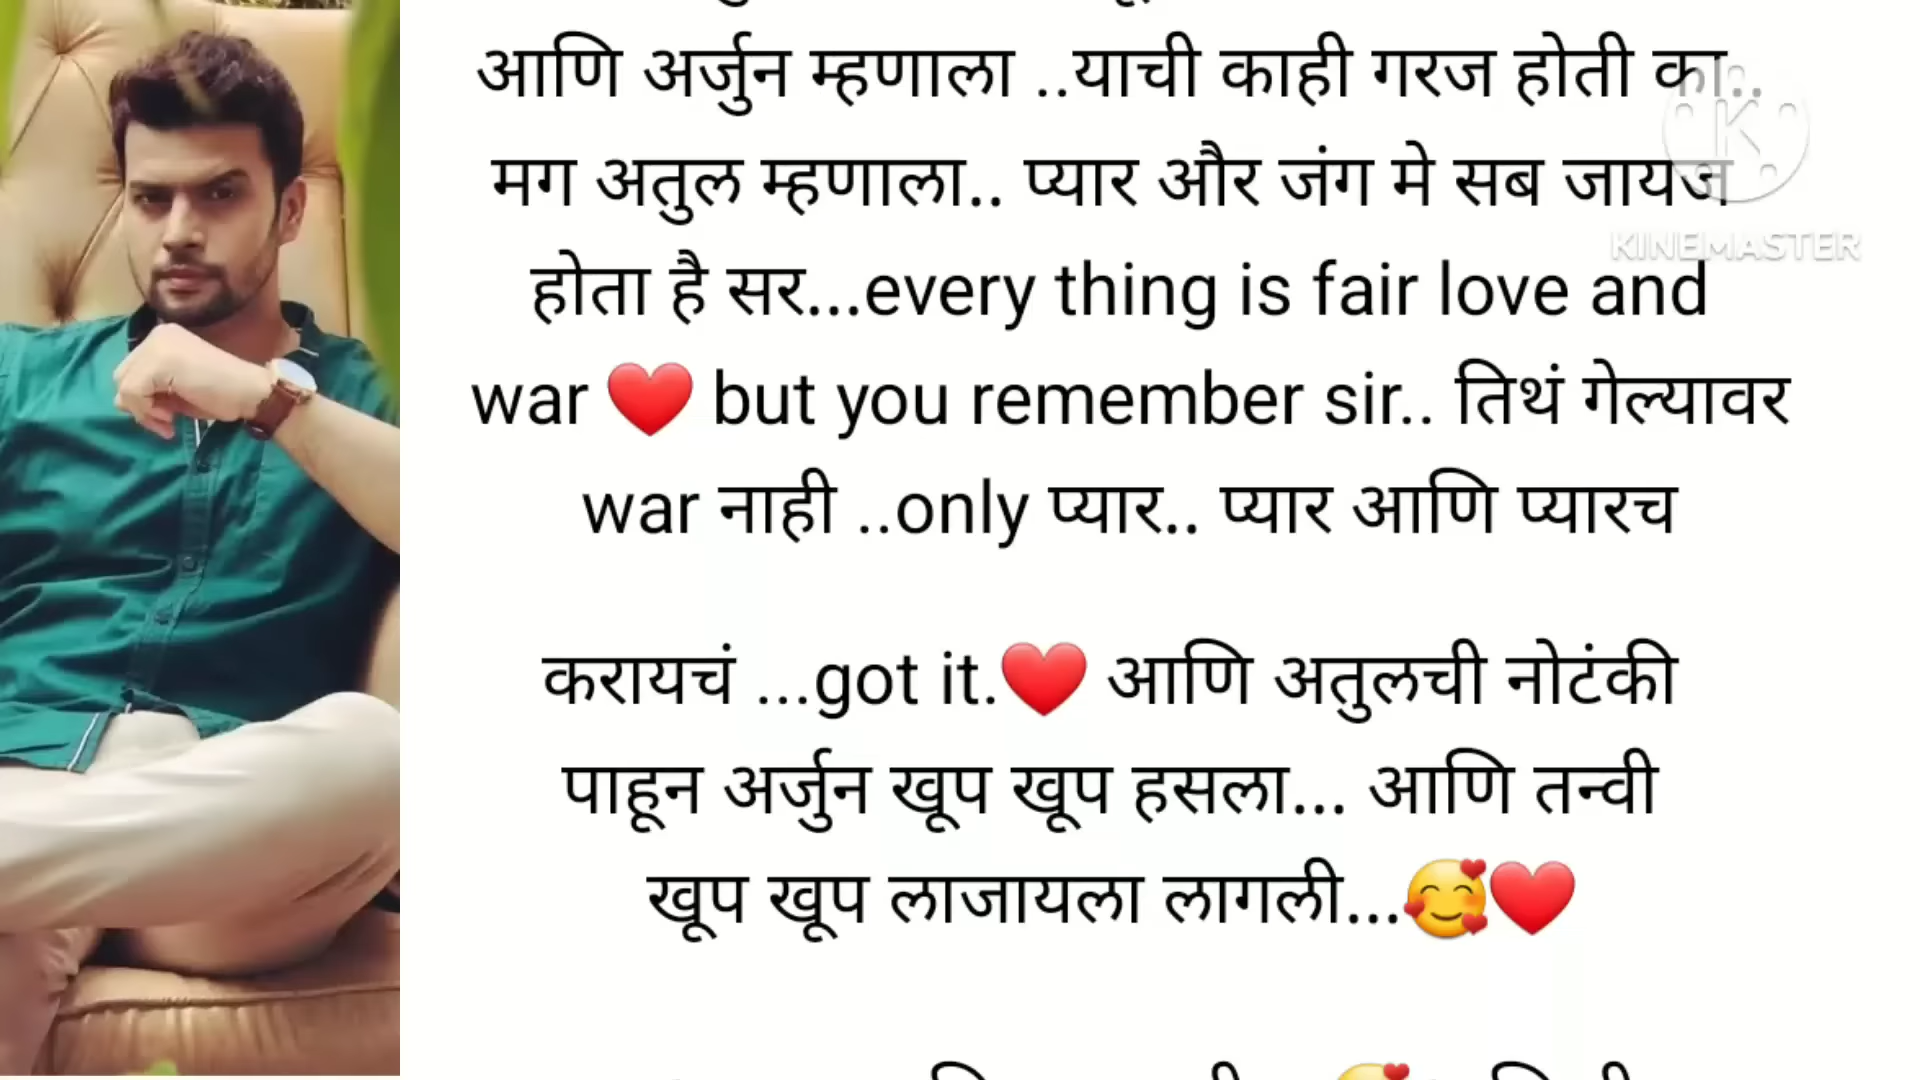 आणि अर्जुन म्हणाला ..याची काही गरज होती का..
मग अतुल म्हणाला.. प्यार और जंग मे सब जायज
होता है सर...every thing is fair love and
war ❤️ but you remember sir.. तिथं गेल्यावर
war नाही ..only प्यार.. प्यार आणि प्यारच
करायचं ...got it.❤️ आणि अतुलची नोटंकी
पाहून अर्जुन खूप खूप हसला... आणि तन्वी
खूप खूप लाजायला लागली...🥰❤️
K
KINEMASTER